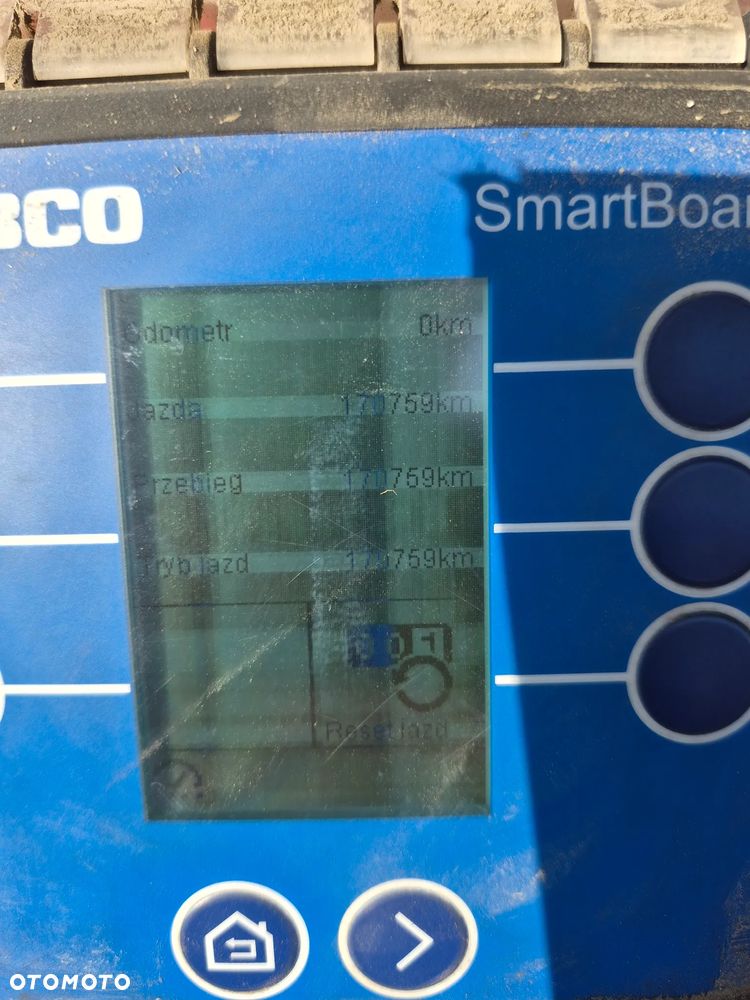 BCO SmartBoar
Odometr 0km
Jazda 170759km
Przebieg 170759km
Tryb jazd 170759km
Reset jazd
OTOMOTO